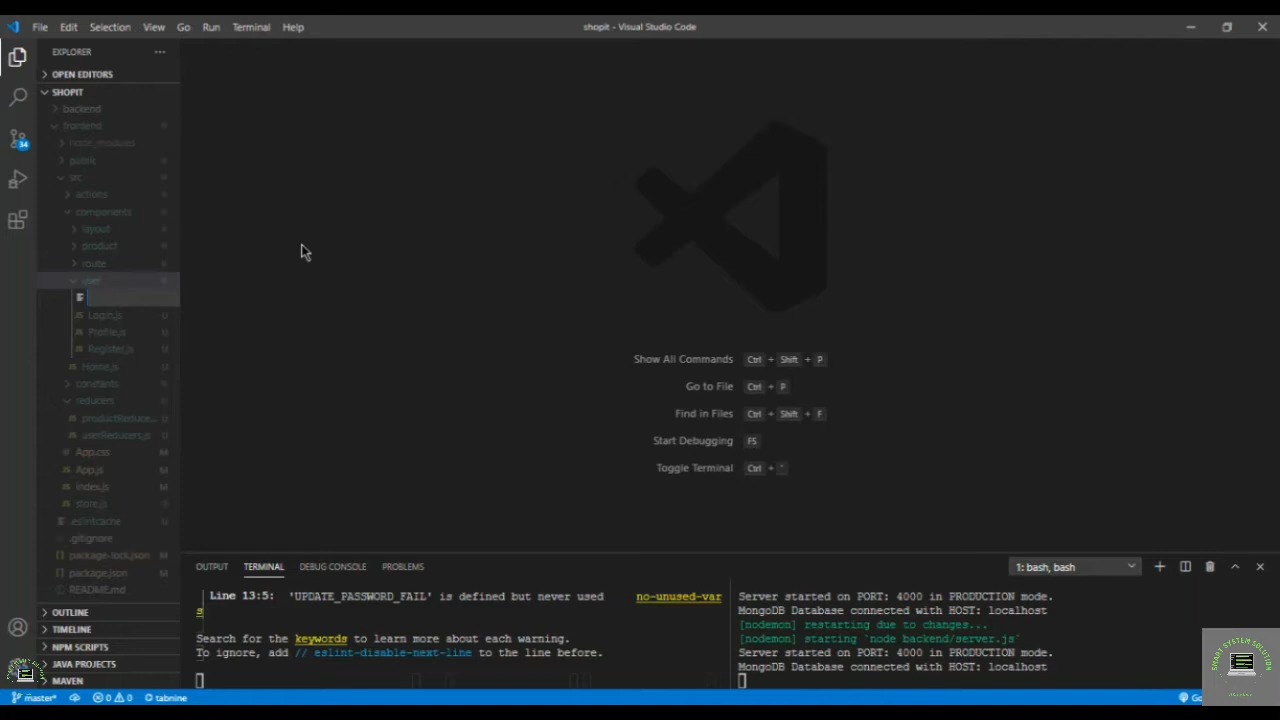 File Edit Selection View Go Run Terminal Help
shopit - Visual Studio Code
EXPLORER
OPEN EDITORS
SHOPIT
backend
frontend
node_modules
public
src
actions
components
layout
product
route
user
Login.js U
Profile.js U
Register.js U
Home.js U
constants
reducers
productReduce... U
userReducers.js U
App.css M
App.js M
index.js M
store.js U
.eslintcache U
.gitignore
package-lock.json M
package.json M
README.md
OUTLINE
TIMELINE
NPM SCRIPTS
JAVA PROJECTS
MAVEN
34
Show All Commands Ctrl + Shift + P
Go to File Ctrl + P
Find in Files Ctrl + Shift + F
Start Debugging F5
Toggle Terminal Ctrl + `
OUTPUT TERMINAL DEBUG CONSOLE PROBLEMS
1: bash, bash
Line 13:5: 'UPDATE_PASSWORD_FAIL' is defined but never used no-unused-var
s
Search for the keywords to learn more about each warning.
To ignore, add // eslint-disable-next-line to the line before.
Server started on PORT: 4000 in PRODUCTION mode.
MongoDB Database connected with HOST: localhost
[nodemon] restarting due to changes...
[nodemon] starting `node backend/server.js`
Server started on PORT: 4000 in PRODUCTION mode.
MongoDB Database connected with HOST: localhost
master* 0 0 tabnine
Go
SMART SYSTEM SOLUTION